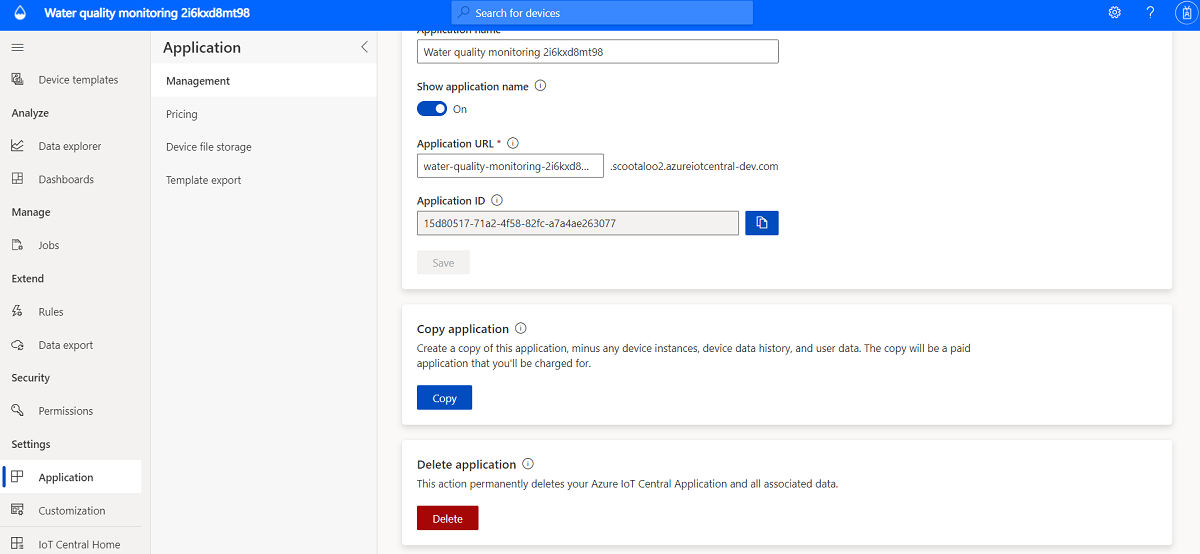 Water quality monitoring 2i6kxd8mt98
Search for devices
?
Device templates
Analyze
Data explorer
Dashboards
Manage
Jobs
Extend
Rules
Data export
Security
Permissions
Settings
Application
Customization
IoT Central Home
Application
Management
Pricing
Device file storage
Template export
Application name
Water quality monitoring 2i6kxd8mt98
Show application name
On
Application URL *
water-quality-monitoring-2i6kxd8... .scootaloo2.azureiotcentral-dev.com
Application ID
15d80517-71a2-4f58-82fc-a7a4ae263077
Save
Copy application
Create a copy of this application, minus any device instances, device data history, and user data. The copy will be a paid
application that you'll be charged for.
Copy
Delete application
This action permanently deletes your Azure IoT Central Application and all associated data.
Delete